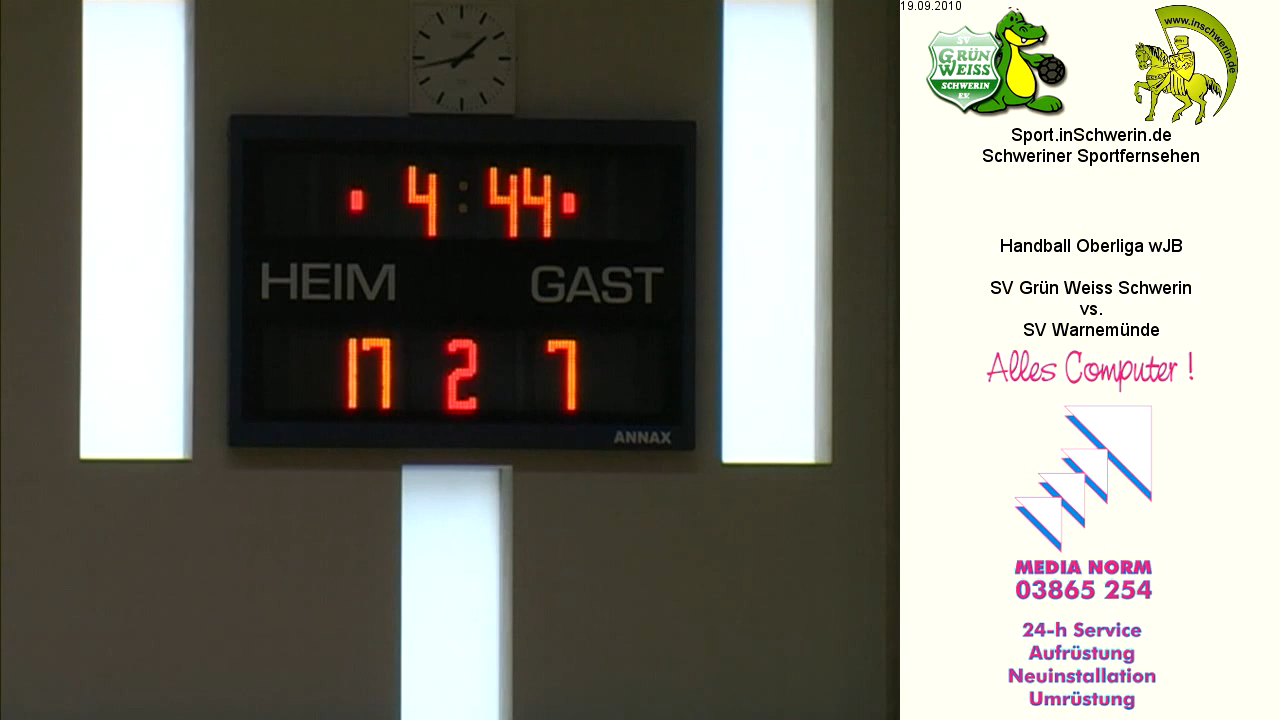 4 : 44
HEIM GAST
17 2 7
ANNAX
19.09.2010
SV
GRÜN
WEISS
SCHWERIN
E.V.
www.inschwerin.de
Sport.inSchwerin.de
Schweriner Sportfernsehen
Handball Oberliga wJB
SV Grün Weiss Schwerin
vs.
SV Warnemünde
Alles Computer !
MEDIA NORM
03865 254
24-h Service
Aufrüstung
Neuinstallation
Umrüstung